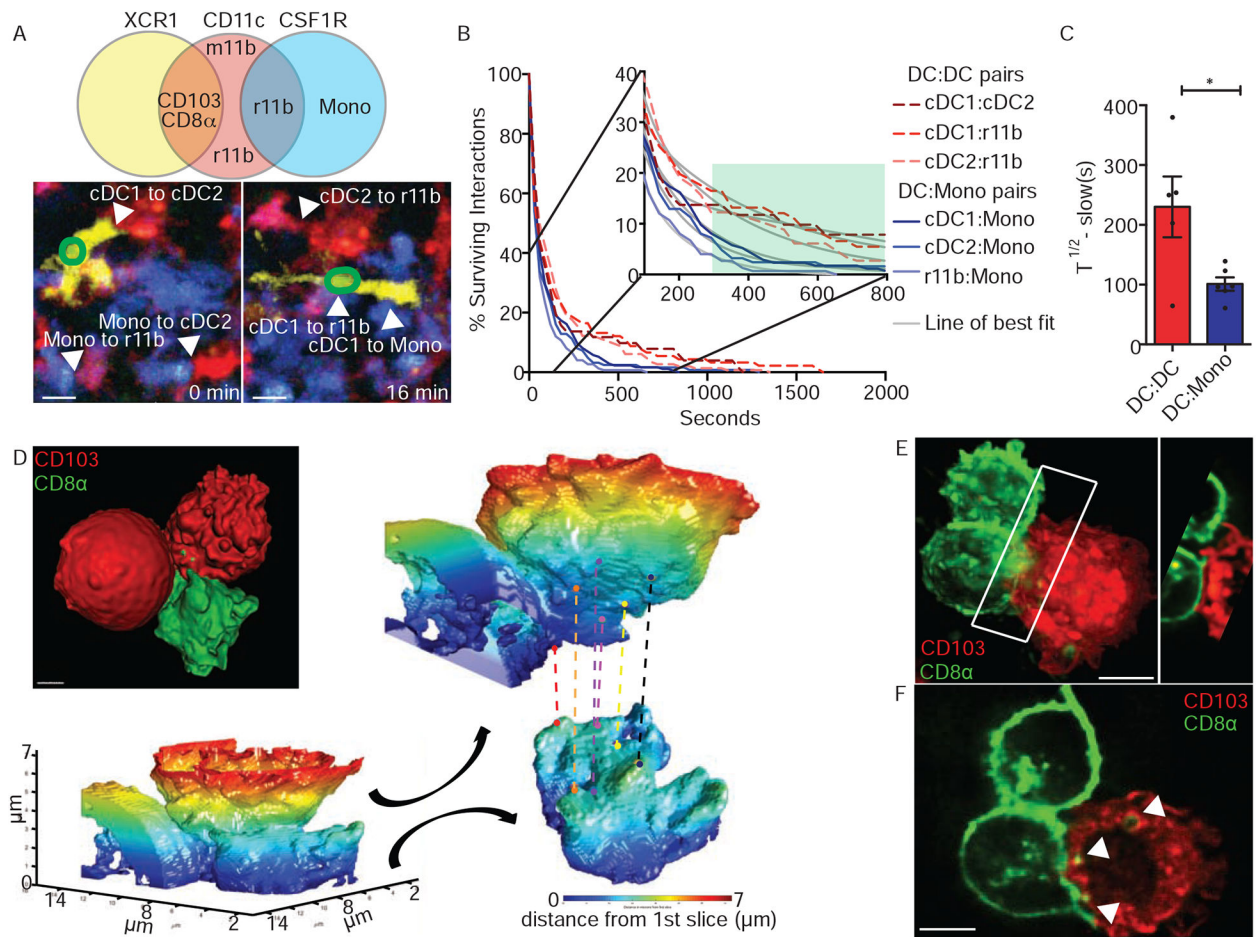 A
XCR1 CD11c CSF1R
m11b
CD103
CD8α
r11b
Mono
r11b
cDC1 to cDC2
Mono to cDC2
Mono to r11b
0 min
cDC2 to r11b
cDC1 to r11b
cDC1 to Mono
16 min
B
% Surviving Interactions
100
80
60
40
20
0
0 500 1000 1500 2000
Seconds
40
30
20
10
0
200 400 600 800
DC:DC pairs
cDC1:cDC2
cDC1:r11b
cDC2:r11b
DC:Mono pairs
cDC1:Mono
cDC2:Mono
r11b:Mono
Line of best fit
C
*
T 1/2- slow(s)
400
300
200
100
0
DC:DC
DC:Mono
D
CD103
CD8α
7
µm
0
14
8
2
µm
14
8
2
µm
0 7
distance from 1st slice (µm)
E
CD103
CD8α
F
CD103
CD8α